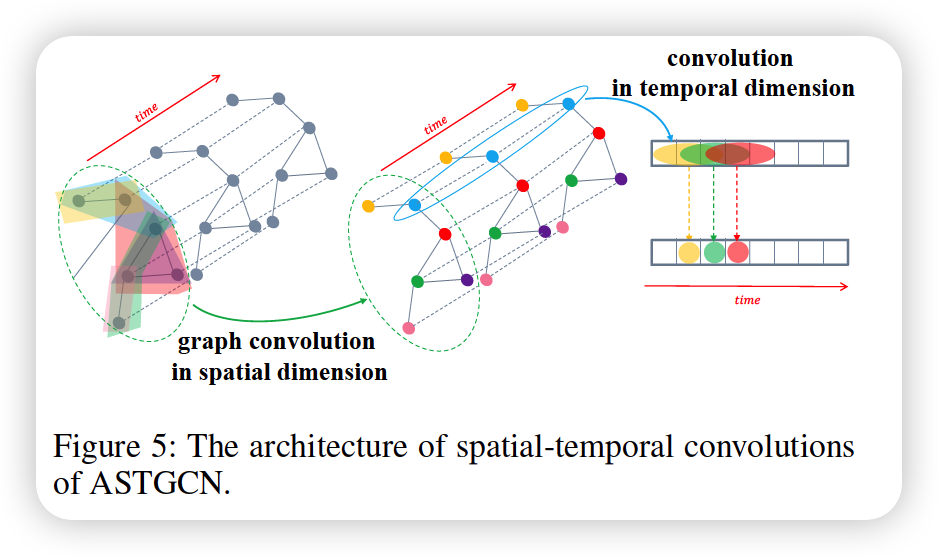 convolution
in temporal dimension
time
time
time
graph convolution
in spatial dimension
Figure 5: The architecture of spatial-temporal convolutions
of ASTGCN.